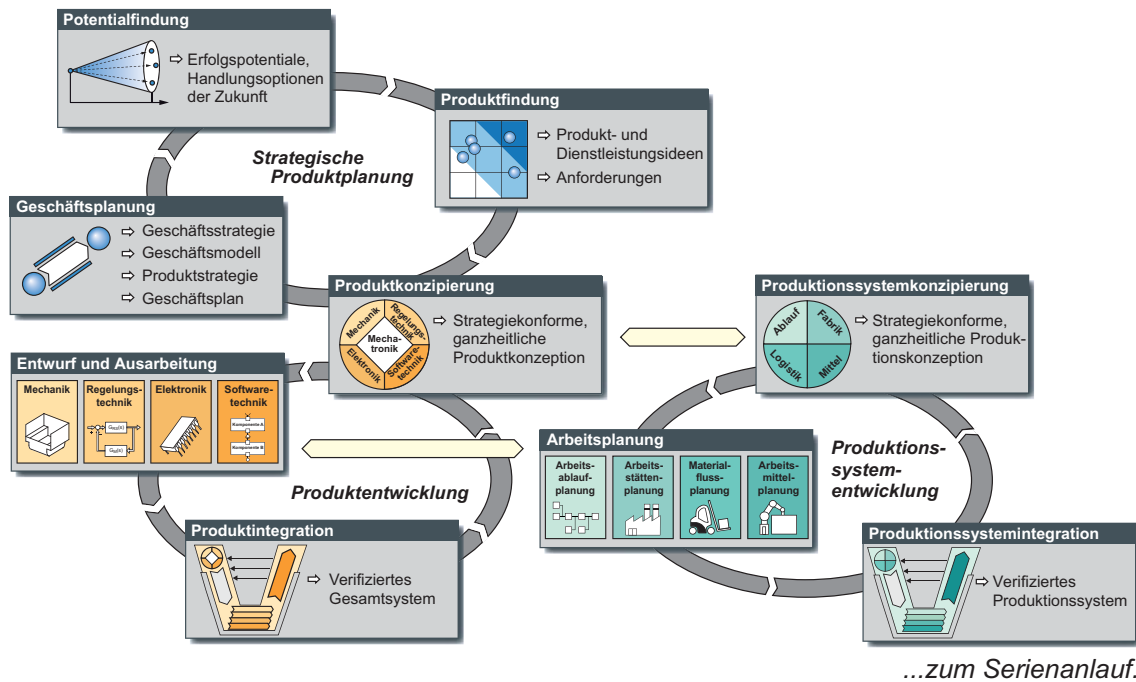 Potentialfindung
Erfolgspotentiale,
Handlungsoptionen
der Zukunft
Produktfindung
Produkt- und
Dienstleistungsideen
Anforderungen
Strategische
Produktplanung
Geschäftsplanung
Geschäftsstrategie
Geschäftsmodell
Produktstrategie
Geschäftsplan
Produktkonzipierung
Mechanik
Regelungs-
technik
Mecha-
tronik
Elektronik
Software-
technik
Strategiekonforme,
ganzheitliche
Produktkonzeption
Produktionssystemkonzipierung
Ablauf
Fabrik
Logistik
Mittel
Strategiekonforme,
ganzheitliche Produk-
tionskonzeption
Entwurf und Ausarbeitung
Mechanik
Regelungs-
technik
Elektronik
Software-
technik
Komponente A
Komponente B
Produktentwicklung
Arbeitsplanung
Arbeits-
ablauf-
planung
Arbeits-
stätten-
planung
Material-
fluss-
planung
Arbeits-
mittel-
planung
Produktions-
system-
entwicklung
Produktintegration
Verifiziertes
Gesamtsystem
Produktionssystemintegration
Verifiziertes
Produktionssystem
...zum Serienanlauf.